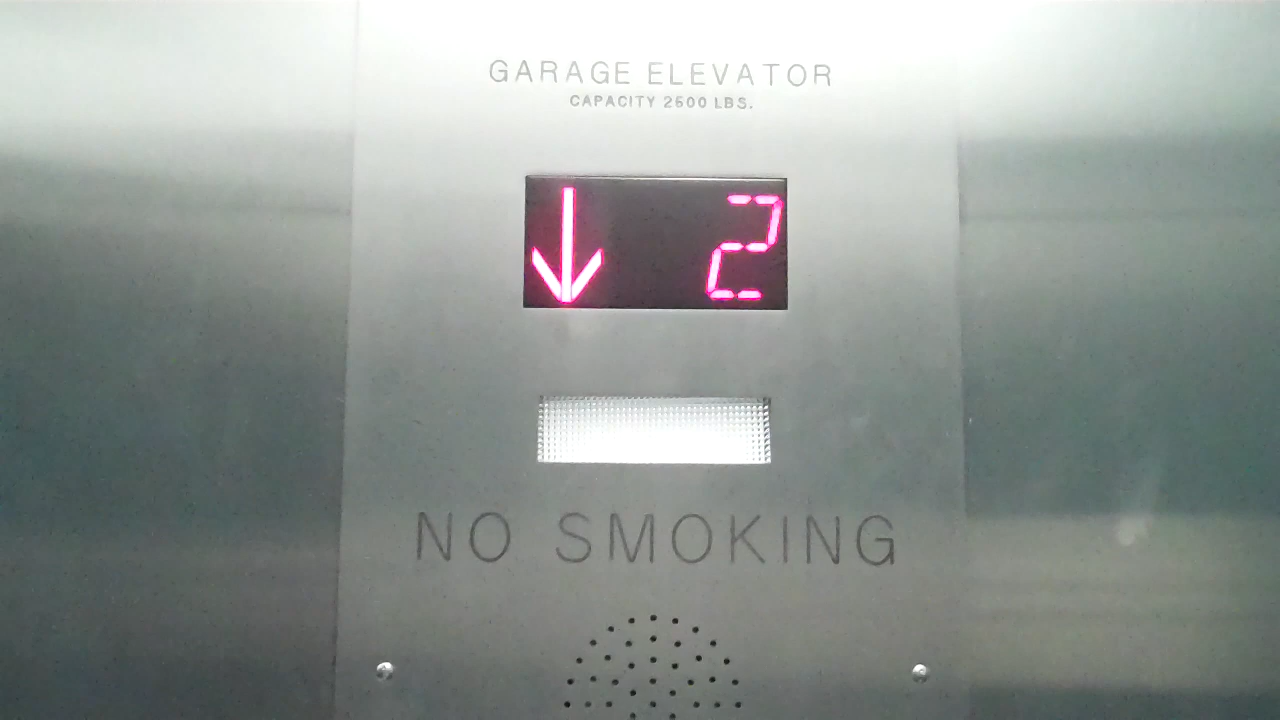 GARAGE ELEVATOR
CAPACITY 2500 LBS.
↓ 2
NO SMOKING